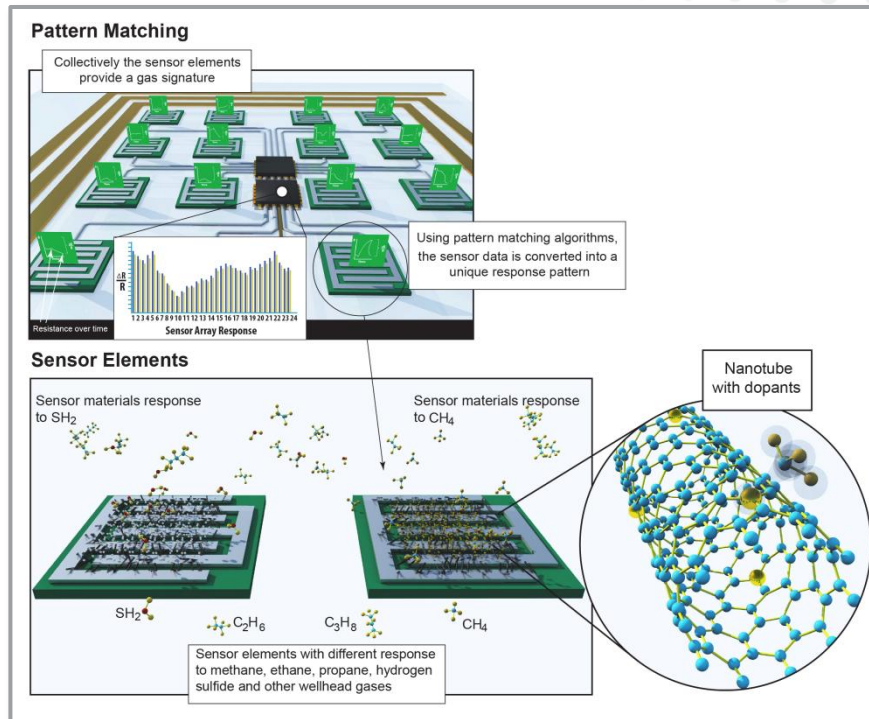 Pattern Matching
Collectively the sensor elements
provide a gas signature
Using pattern matching algorithms,
the sensor data is converted into a
unique response pattern
ΔR
R
1 2 3 4 5 6 7 8 9 10 11 12 13 14 15 16 17 18 19 20 21 22 23 24
Sensor Array Response
Resistance over time
Sensor Elements
Sensor materials response
to SH2
Sensor materials response
to CH4
Nanotube
with dopants
SH2
C2H6
C3H8
CH4
Sensor elements with different response
to methane, ethane, propane, hydrogen
sulfide and other wellhead gases